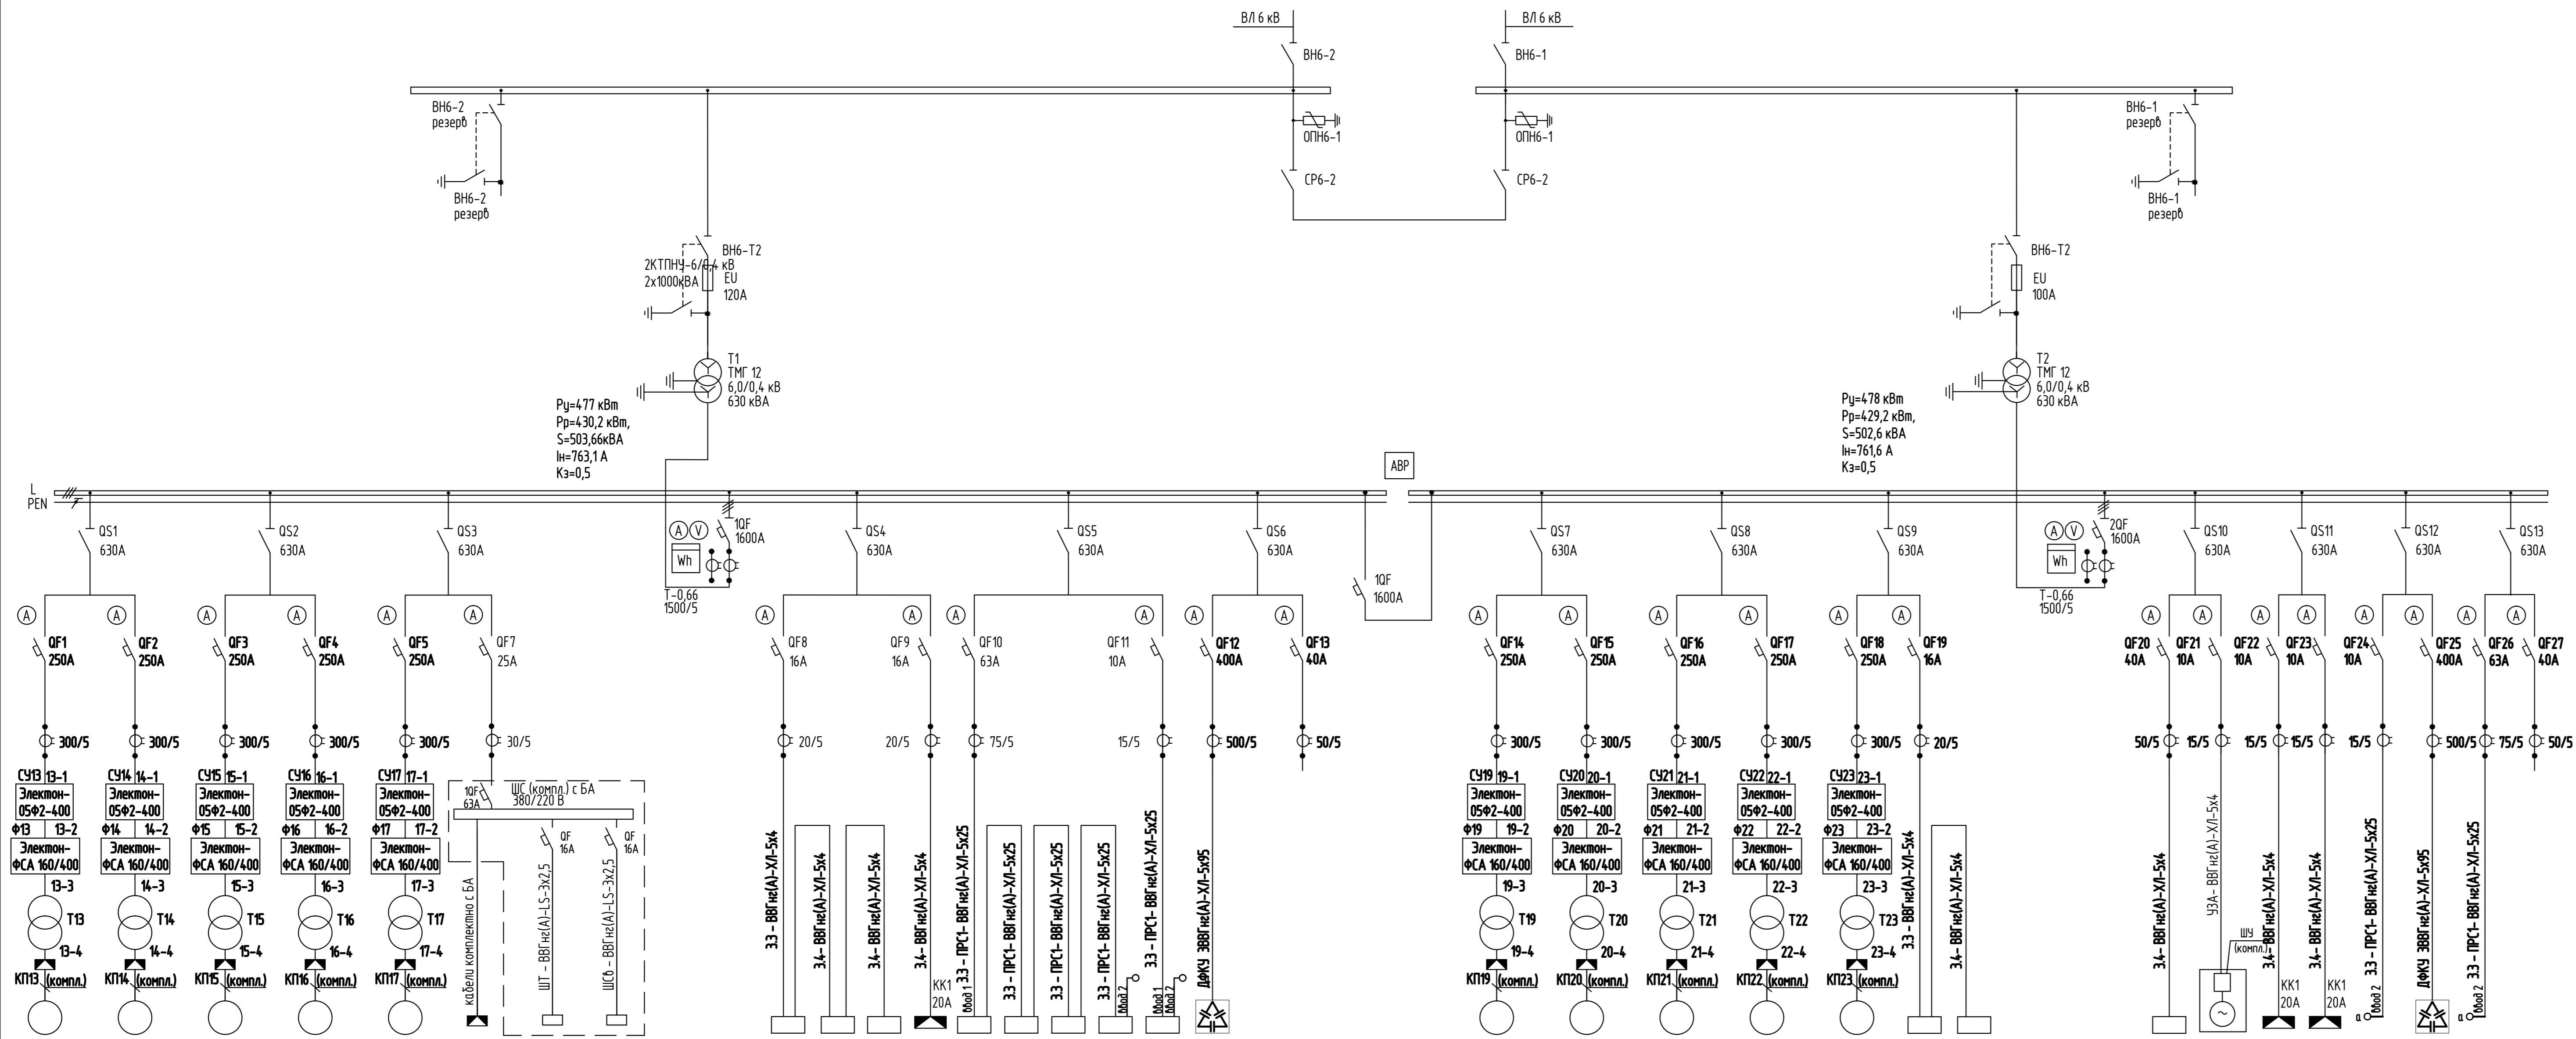 ВЛ 6 кВ
ВЛ 6 кВ
ВН6-2
ВН6-1
ВН6-2
резерв
ВН6-1
резерв
ОПН6-1
ОПН6-1
СР6-2
СР6-2
ВН6-2
резерв
ВН6-1
резерв
ВН6-Т2
2КТПНУ-6/0,4 кВ
2х1000кВА
EU
120А
ВН6-Т2
EU
100А
Т1
ТМГ 12
6,0/0,4 кВ
630 кВА
Т2
ТМГ 12
6,0/0,4 кВ
630 кВА
Ру=477 кВт
Рр=430,2 кВт,
S=503,66кВА
Iн=763,1 А
Кз=0,5
Ру=478 кВт
Рр=429,2 кВт,
S=502,6 кВА
Iн=761,6 А
Кз=0,5
АВР
L
PEN
QS1
630А
QS2
630А
QS3
630А
A V
Wh
1QF
1600А
Т-0,66
1500/5
QS4
630А
QS5
630А
QS6
630А
1QF
1600А
QS7
630А
QS8
630А
QS9
630А
A V
Wh
2QF
1600А
Т-0,66
1500/5
QS10
630А
QS11
630А
QS12
630А
QS13
630А
A A A A A A A A A A A A A A A A A A A A A A A A A
QF1
250А
QF2
250А
QF3
250А
QF4
250А
QF5
250А
QF7
25А
QF8
16А
QF9
16А
QF10
63А
QF11
10А
QF12
400А
QF13
40А
QF14
250А
QF15
250А
QF16
250А
QF17
250А
QF18
250А
QF19
16А
QF20
40А
QF21
10А
QF22
10А
QF23
10А
QF24
10А
QF25
400А
QF26
63А
QF27
40А
300/5 300/5 300/5 300/5 300/5 30/5 20/5 20/5 75/5 15/5 500/5 50/5 300/5 300/5 300/5 300/5 300/5 20/5 50/5 15/5 15/5 15/5 15/5 500/5 75/5 50/5
СУ13 13-1
Электон-
05Ф2-400
Ф13 13-2
Электон-
ФСА 160/400
13-3
Т13
13-4
КП13 (компл.)
СУ14 14-1
Электон-
05Ф2-400
Ф14 14-2
Электон-
ФСА 160/400
14-3
Т14
14-4
КП14 (компл.)
СУ15 15-1
Электон-
05Ф2-400
Ф15 15-2
Электон-
ФСА 160/400
15-3
Т15
15-4
КП15 (компл.)
СУ16 16-1
Электон-
05Ф2-400
Ф16 16-2
Электон-
ФСА 160/400
16-3
Т16
16-4
КП16 (компл.)
СУ17 17-1
Электон-
05Ф2-400
Ф17 17-2
Электон-
ФСА 160/400
17-3
Т17
17-4
КП17 (компл.)
1QF
63А
ШС (компл.) с БА
380/220 В
QF
16А
QF
16А
кабели комплектно с БА
ШТ - ВВГнг(А)-LS-3х2,5
ШСв - ВВГнг(А)-LS-3х2,5
3.3 - ВВГнг(А)-ХЛ-5х4
3.4- ВВГнг(А)-ХЛ-5х4
3.4- ВВГнг(А)-ХЛ-5х4
3.4- ВВГнг(А)-ХЛ-5х4
КК1
20А
3.3 - ПРС1- ВВГнг(А)-ХЛ-5х25
ввод 1
3.3 - ПРС1- ВВГнг(А)-ХЛ-5х25
3.3 - ПРС1- ВВГнг(А)-ХЛ-5х25
3.3 - ПРС1- ВВГнг(А)-ХЛ-5х25
ввод 2
3.3 - ПРС1- ВВГнг(А)-ХЛ-5х25
ввод 1
ввод 2
ДФКУ ЗВВГнг(А)-ХЛ-5х95
СУ19 19-1
Электон-
05Ф2-400
Ф19 19-2
Электон-
ФСА 160/400
19-3
Т19
19-4
КП19 (компл.)
СУ20 20-1
Электон-
05Ф2-400
Ф20 20-2
Электон-
ФСА 160/400
20-3
Т20
20-4
КП20 (компл.)
СУ21 21-1
Электон-
05Ф2-400
Ф21 21-2
Электон-
ФСА 160/400
21-3
Т21
21-4
КП21 (компл.)
СУ22 22-1
Электон-
05Ф2-400
Ф22 22-2
Электон-
ФСА 160/400
22-3
Т22
22-4
КП22 (компл.)
СУ23 23-1
Электон-
05Ф2-400
Ф23 23-2
Электон-
ФСА 160/400
23-3
Т23
23-4
КП23 (компл.)
3.3 - ВВГнг(А)-ХЛ-5х4
3.4- ВВГнг(А)-ХЛ-5х4
3.4- ВВГнг(А)-ХЛ-5х4
УЗА- ВВГнг(А)-ХЛ-5х4
ШУ
(компл.)
3.4- ВВГнг(А)-ХЛ-5х4
КК1
20А
3.4- ВВГнг(А)-ХЛ-5х4
КК1
20А
3.3 - ПРС1- ВВГнг(А)-ХЛ-5х25
а
ввод 2
ДФКУ ЗВВГнг(А)-ХЛ-5х95
3.3 - ПРС1- ВВГнг(А)-ХЛ-5х25
а
ввод 2